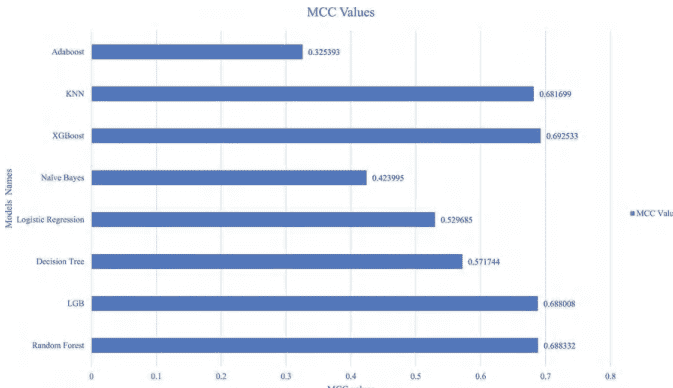 MCC Values
Adaboost
0.325393
KNN
0.681699
XGBoost
0.692533
Naïve Bayes
0.423995
Logistic Regression
0.529685
Decision Tree
0.571744
LGB
0.688008
Random Forest
0.688332
Models Names
MCC Valu
0 0.1 0.2 0.3 0.4 0.5 0.6 0.7 0.8